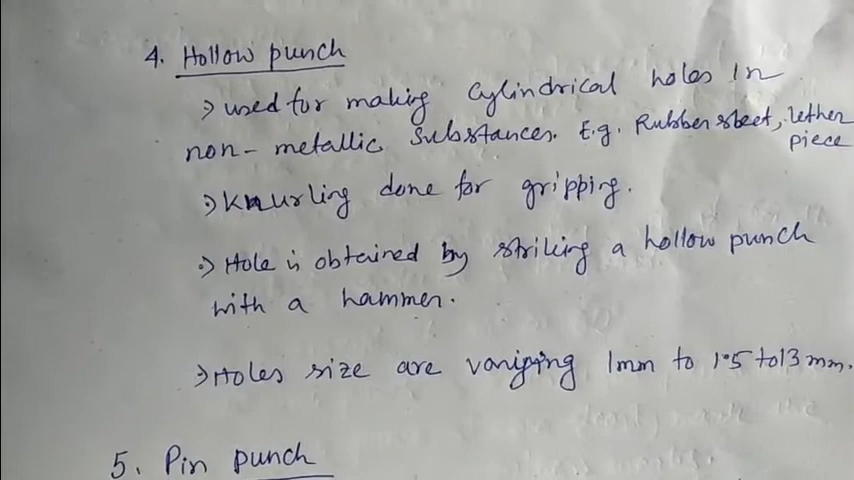 4. Hollow punch
→ used for making cylindrical holes in
non-metallic substances. E.g. Rubber sheet, lether
piece
→ Knurling done for gripping.
→ Hole is obtained by striking a hollow punch
with a hammer.
→ Holes size are varying 1mm to 1.5 to 13 mm.
5. Pin punch